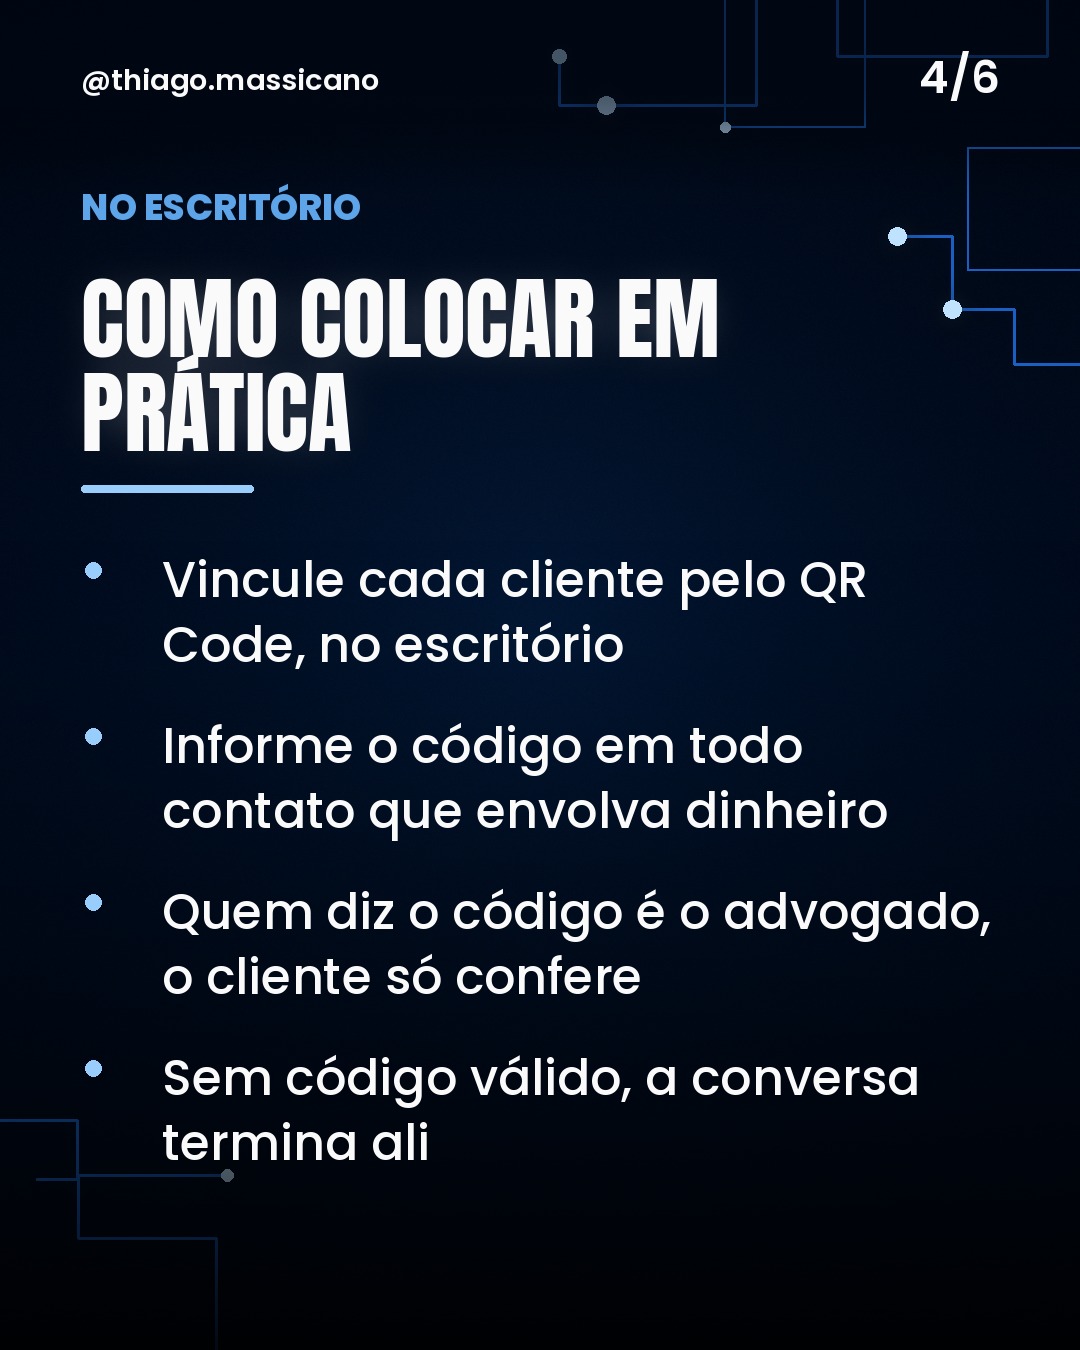 @thiago.massicano
4/6
NO ESCRITÓRIO
COMO COLOCAR EM
PRÁTICA
Vincule cada cliente pelo QR
Code, no escritório
Informe o código em todo
contato que envolva dinheiro
Quem diz o código é o advogado,
o cliente só confere
Sem código válido, a conversa
termina ali